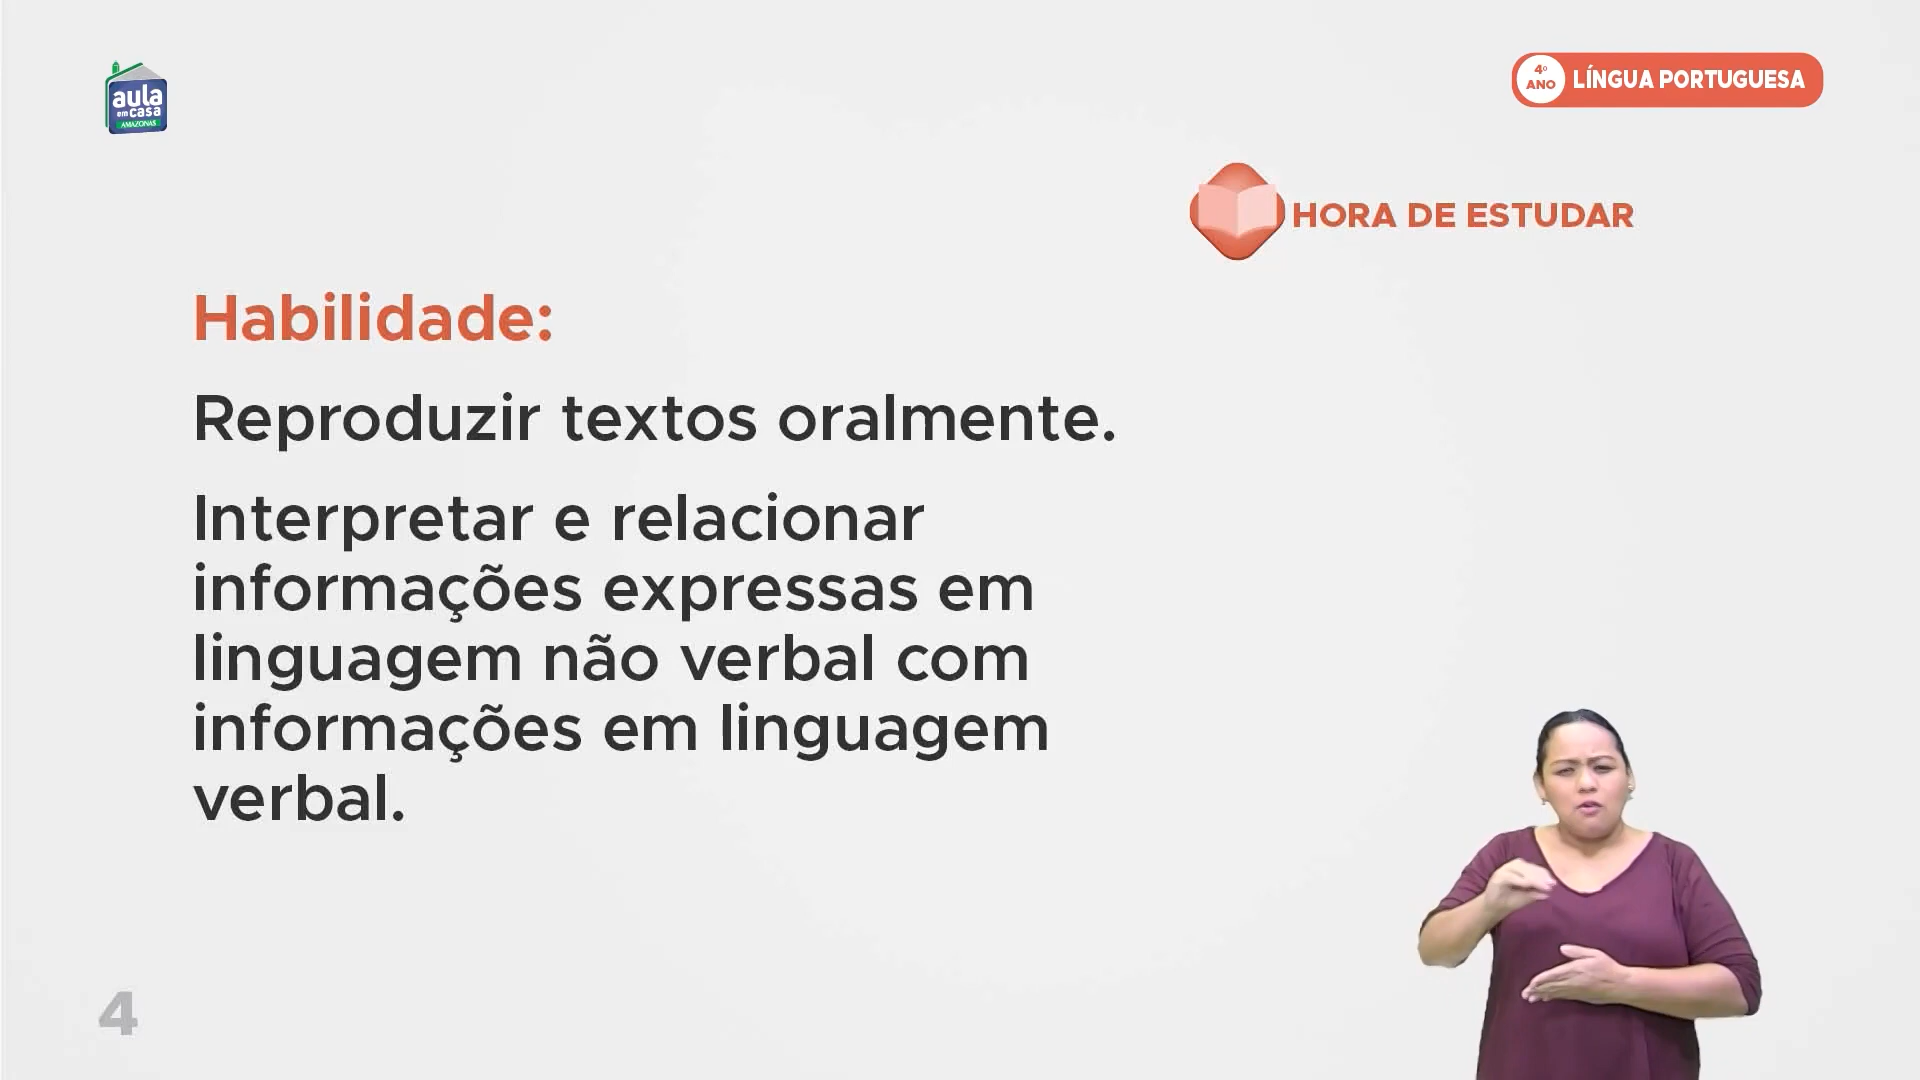 aula
em casa
AMAZONAS
4º
ANO
LÍNGUA PORTUGUESA
HORA DE ESTUDAR
Habilidade:
Reproduzir textos oralmente.
Interpretar e relacionar
informações expressas em
linguagem não verbal com
informações em linguagem
verbal.
4